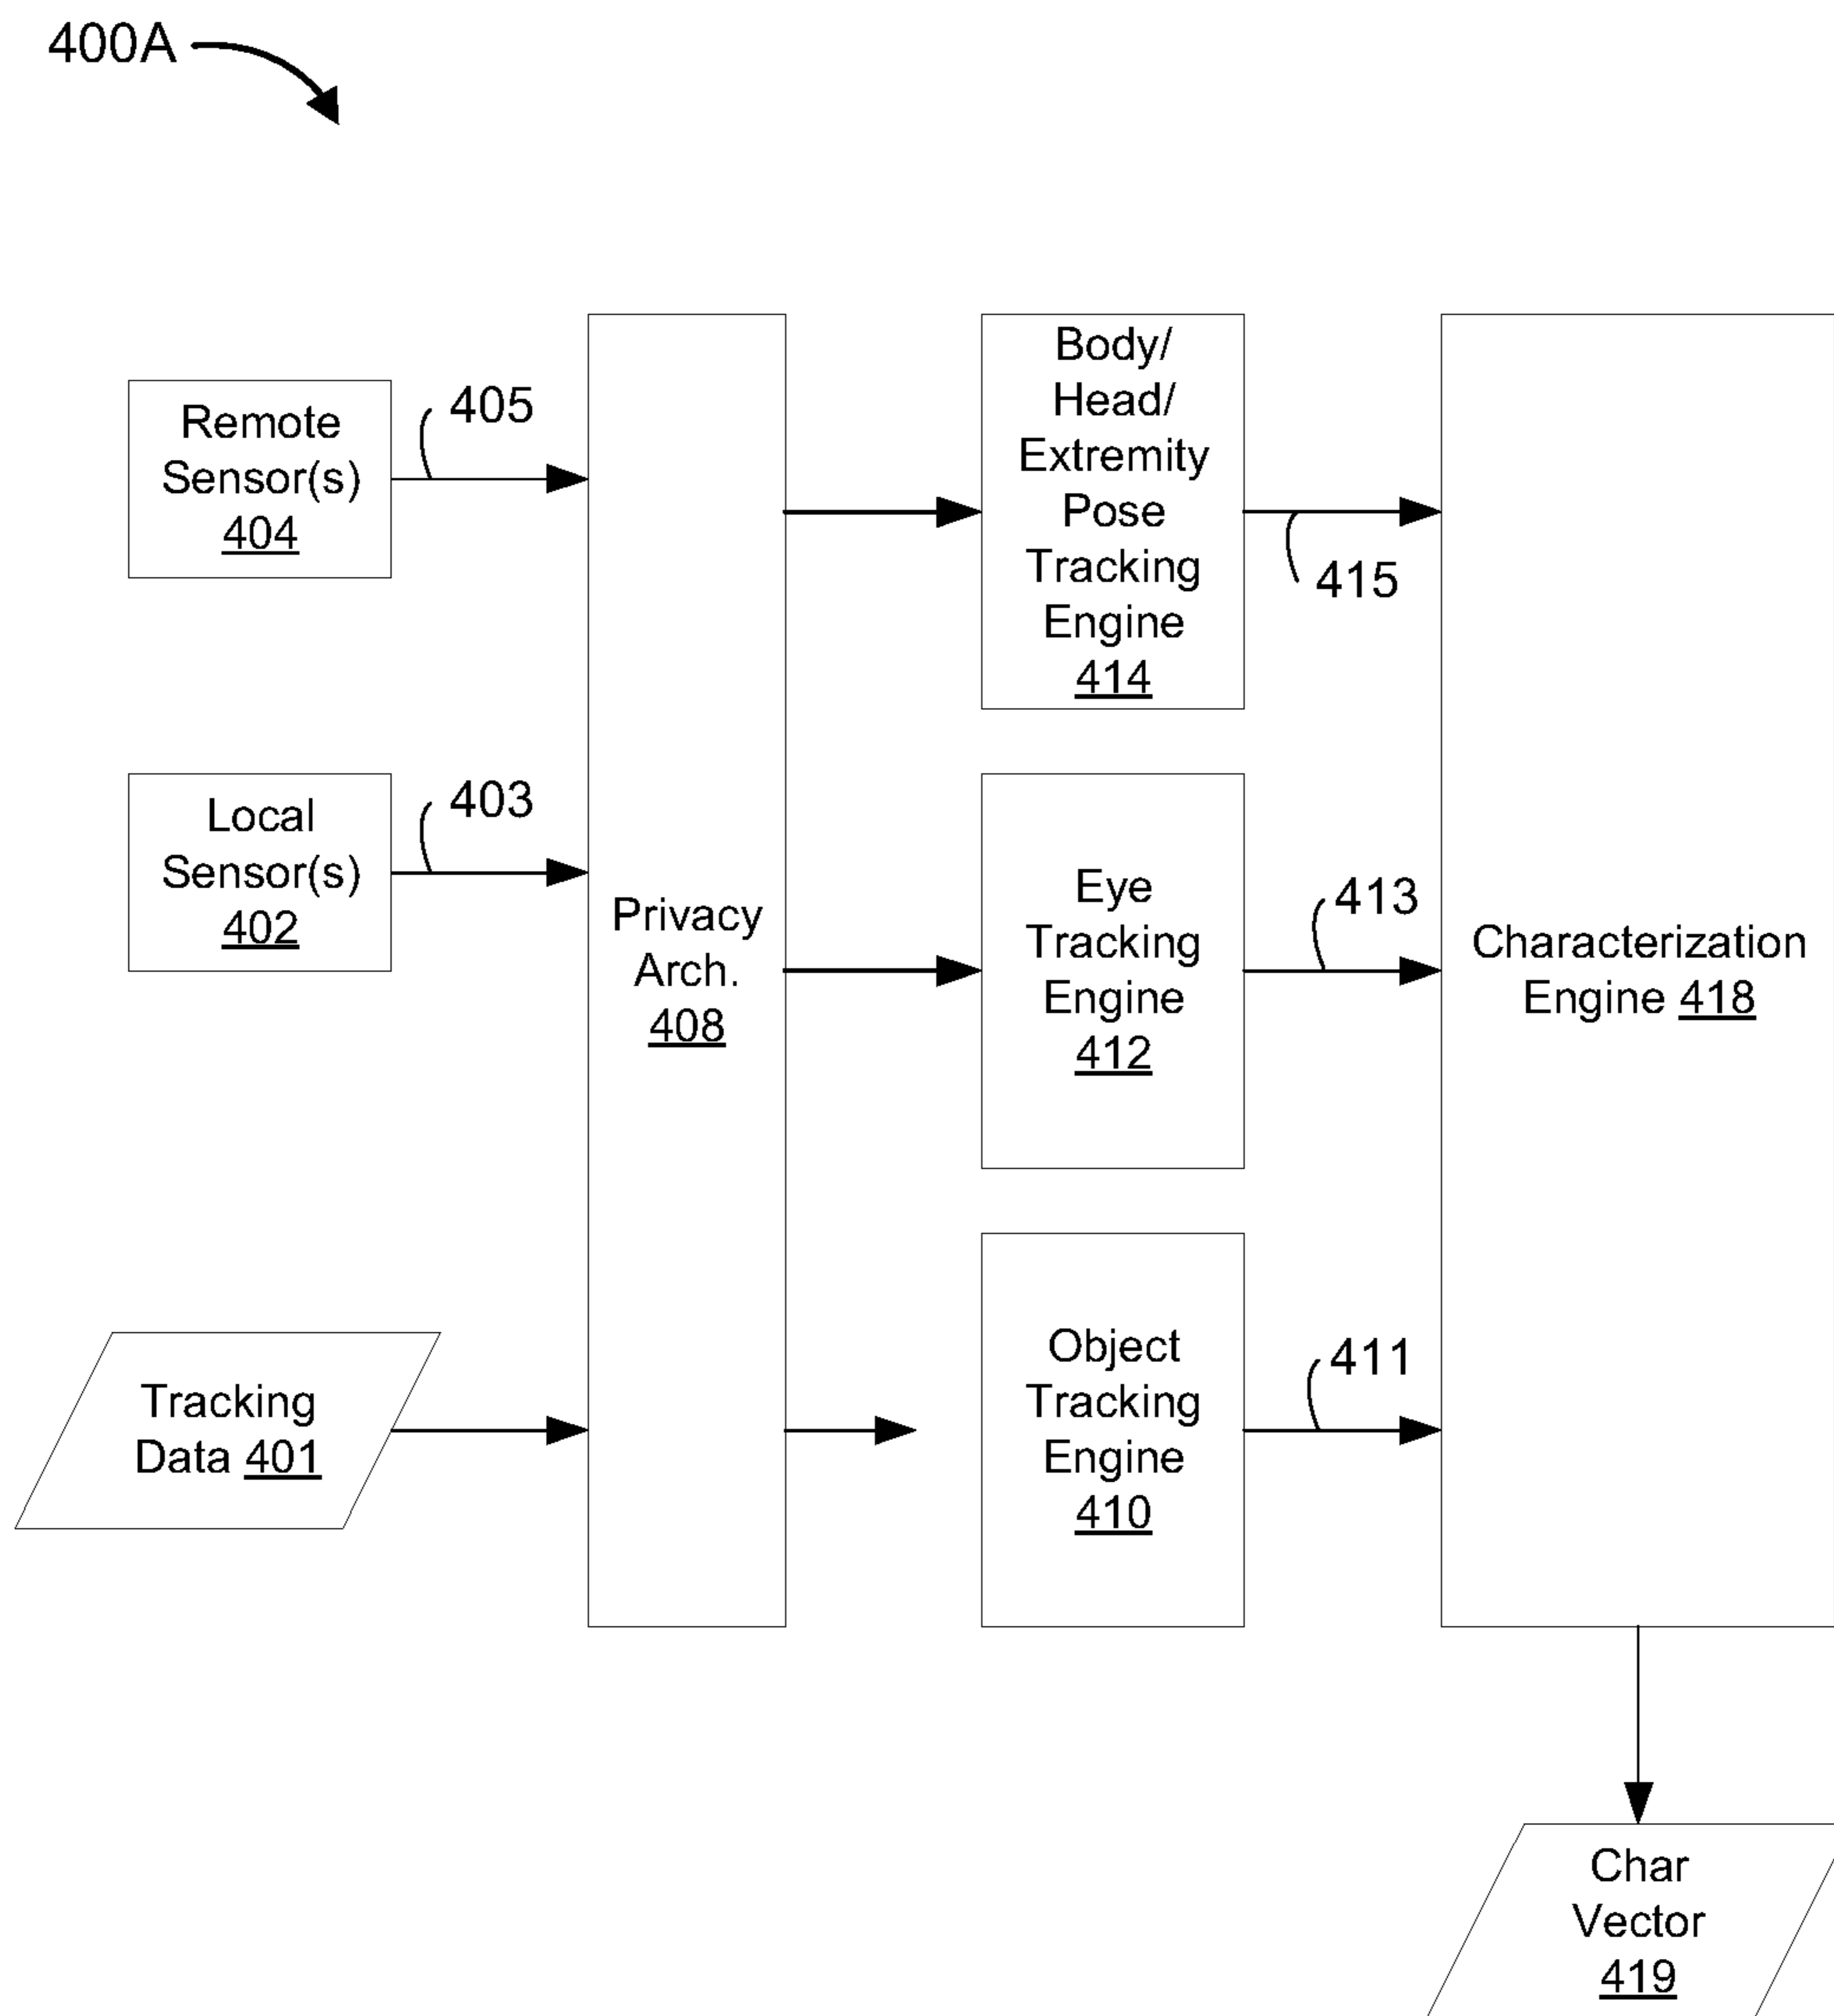 400A
Remote
Sensor(s)
404
405
Local
Sensor(s)
402
403
Tracking
Data 401
Privacy
Arch.
408
Body/
Head/
Extremity
Pose
Tracking
Engine
414
415
Eye
Tracking
Engine
412
413
Object
Tracking
Engine
410
411
Characterization
Engine 418
Char
Vector
419